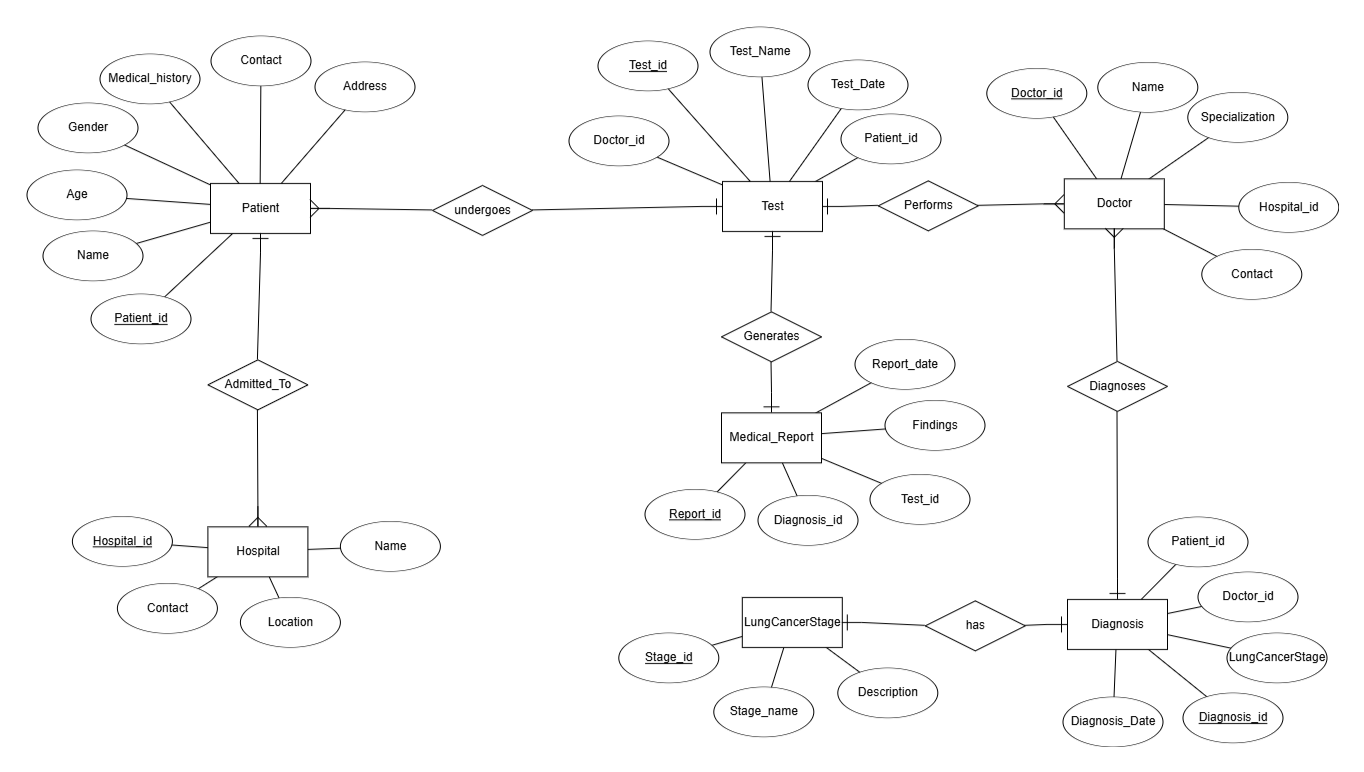 Contact
Medical_history
Address
Gender
Age
Name
Patient_id
Patient
undergoes
Test_id
Test_Name
Test_Date
Doctor_id
Patient_id
Test
Performs
Doctor_id
Name
Specialization
Hospital_id
Contact
Doctor
Admitted_To
Generates
Diagnoses
Report_date
Findings
Medical_Report
Test_id
Report_id
Diagnosis_id
Hospital_id
Hospital
Name
Contact
Location
LungCancerStage
Stage_id
Stage_name
Description
has
Patient_id
Doctor_id
Diagnosis
LungCancerStage
Diagnosis_Date
Diagnosis_id